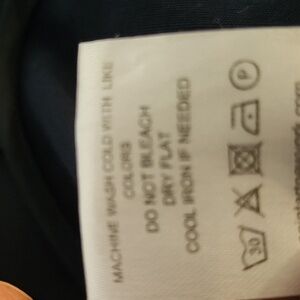 MACHINE WASH COLD WITH LIKE
COLORS
DO NOT BLEACH
DRY FLAT
COOL IRON IF NEEDED
30
P